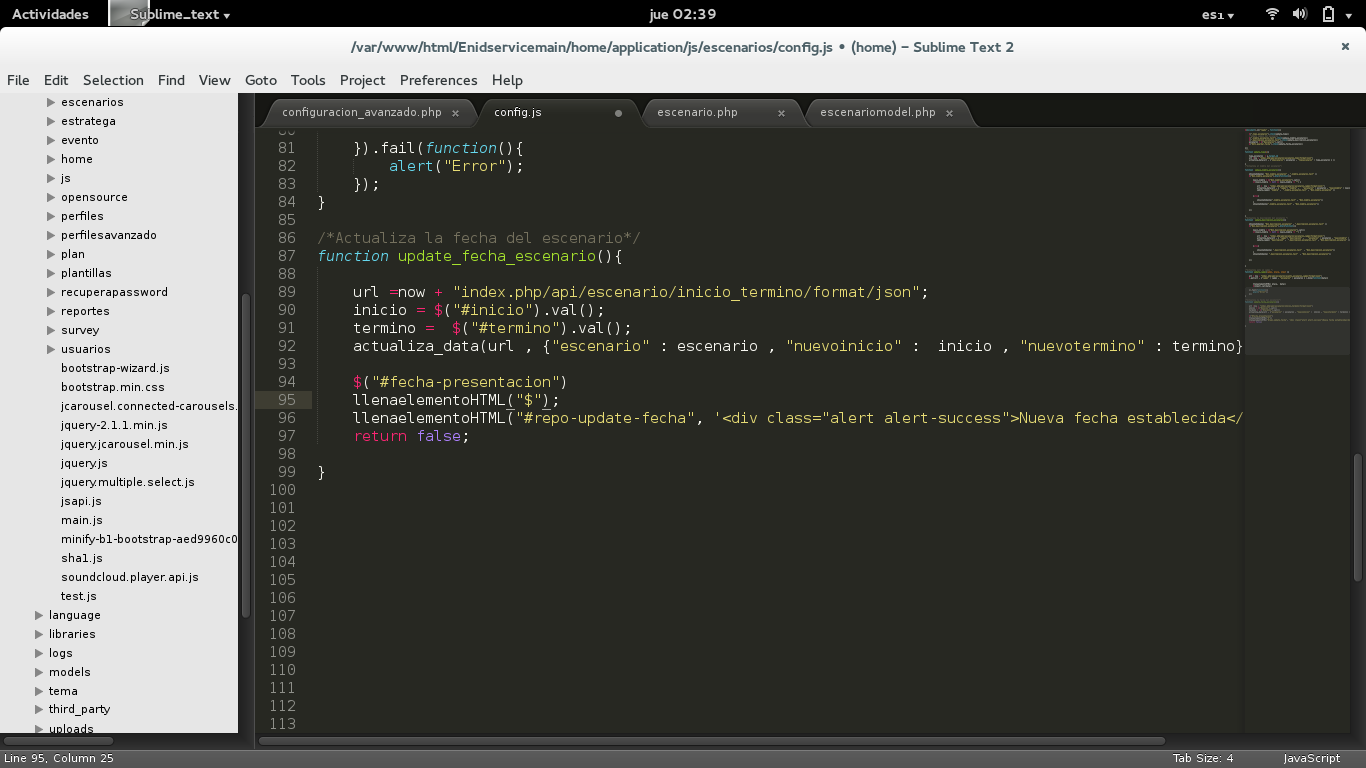 Actividades
Sublime_text
jue 02:39
es1
/var/www/html/Enidservicemain/home/application/js/escenarios/config.js • (home) – Sublime Text 2
File Edit Selection Find View Goto Tools Project Preferences Help
escenarios
estratega
evento
home
js
opensource
perfiles
perfilesavanzado
plan
plantillas
recuperapassword
reportes
survey
usuarios
bootstrap-wizard.js
bootstrap.min.css
jcarousel.connected-carousels.
jquery-2.1.1.min.js
jquery.jcarousel.min.js
jquery.js
jquery.multiple.select.js
jsapi.js
main.js
minify-b1-bootstrap-aed9960c0
sha1.js
soundcloud.player.api.js
test.js
language
libraries
logs
models
tema
third_party
uploads
configuracion_avanzado.php
config.js
escenario.php
escenariomodel.php
80
81 }).fail(function(){
82 alert("Error");
83 });
84 }
85
86 /*Actualiza la fecha del escenario*/
87 function update_fecha_escenario(){
88
89 url =now + "index.php/api/escenario/inicio_termino/format/json";
90 inicio = $("#inicio").val();
91 termino =  $("#termino").val();
92 actualiza_data(url , {"escenario" : escenario , "nuevoinicio" :  inicio , "nuevotermino" : termino}
93
94 $("#fecha-presentacion")
95 llenaelementoHTML("$");
96 llenaelementoHTML("#repo-update-fecha", '<div class="alert alert-success">Nueva fecha establecida</
97 return false;
98
99 }
100
101
102
103
104
105
106
107
108
109
110
111
112
113
Line 95, Column 25
Tab Size: 4
JavaScript